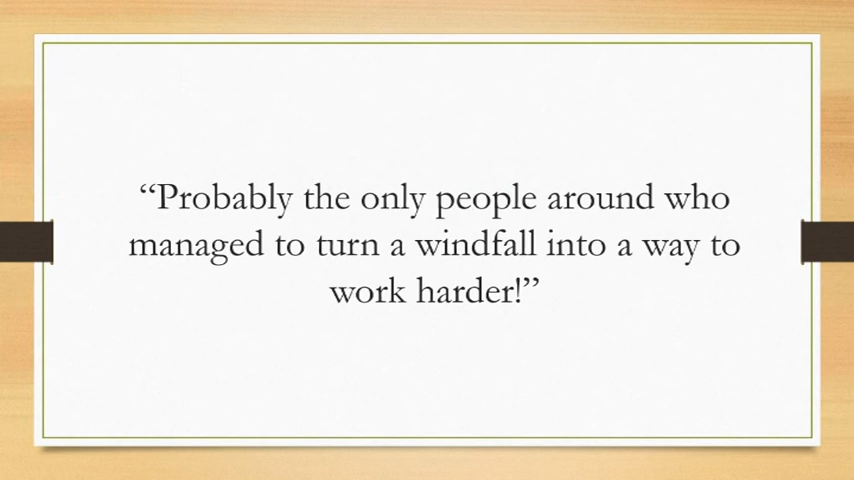 “Probably the only people around who
managed to turn a windfall into a way to
work harder!”